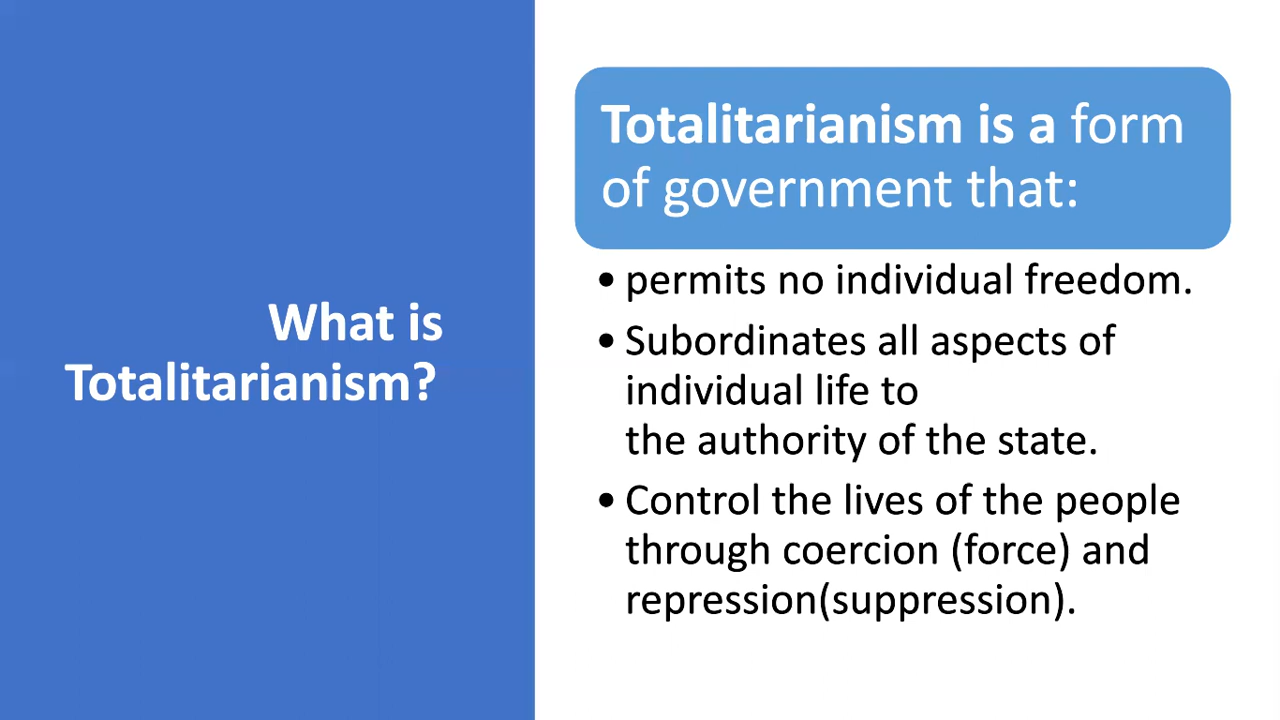 What is
Totalitarianism?
Totalitarianism is a form
of government that:
• permits no individual freedom.
• Subordinates all aspects of
individual life to
the authority of the state.
• Control the lives of the people
through coercion (force) and
repression(suppression).